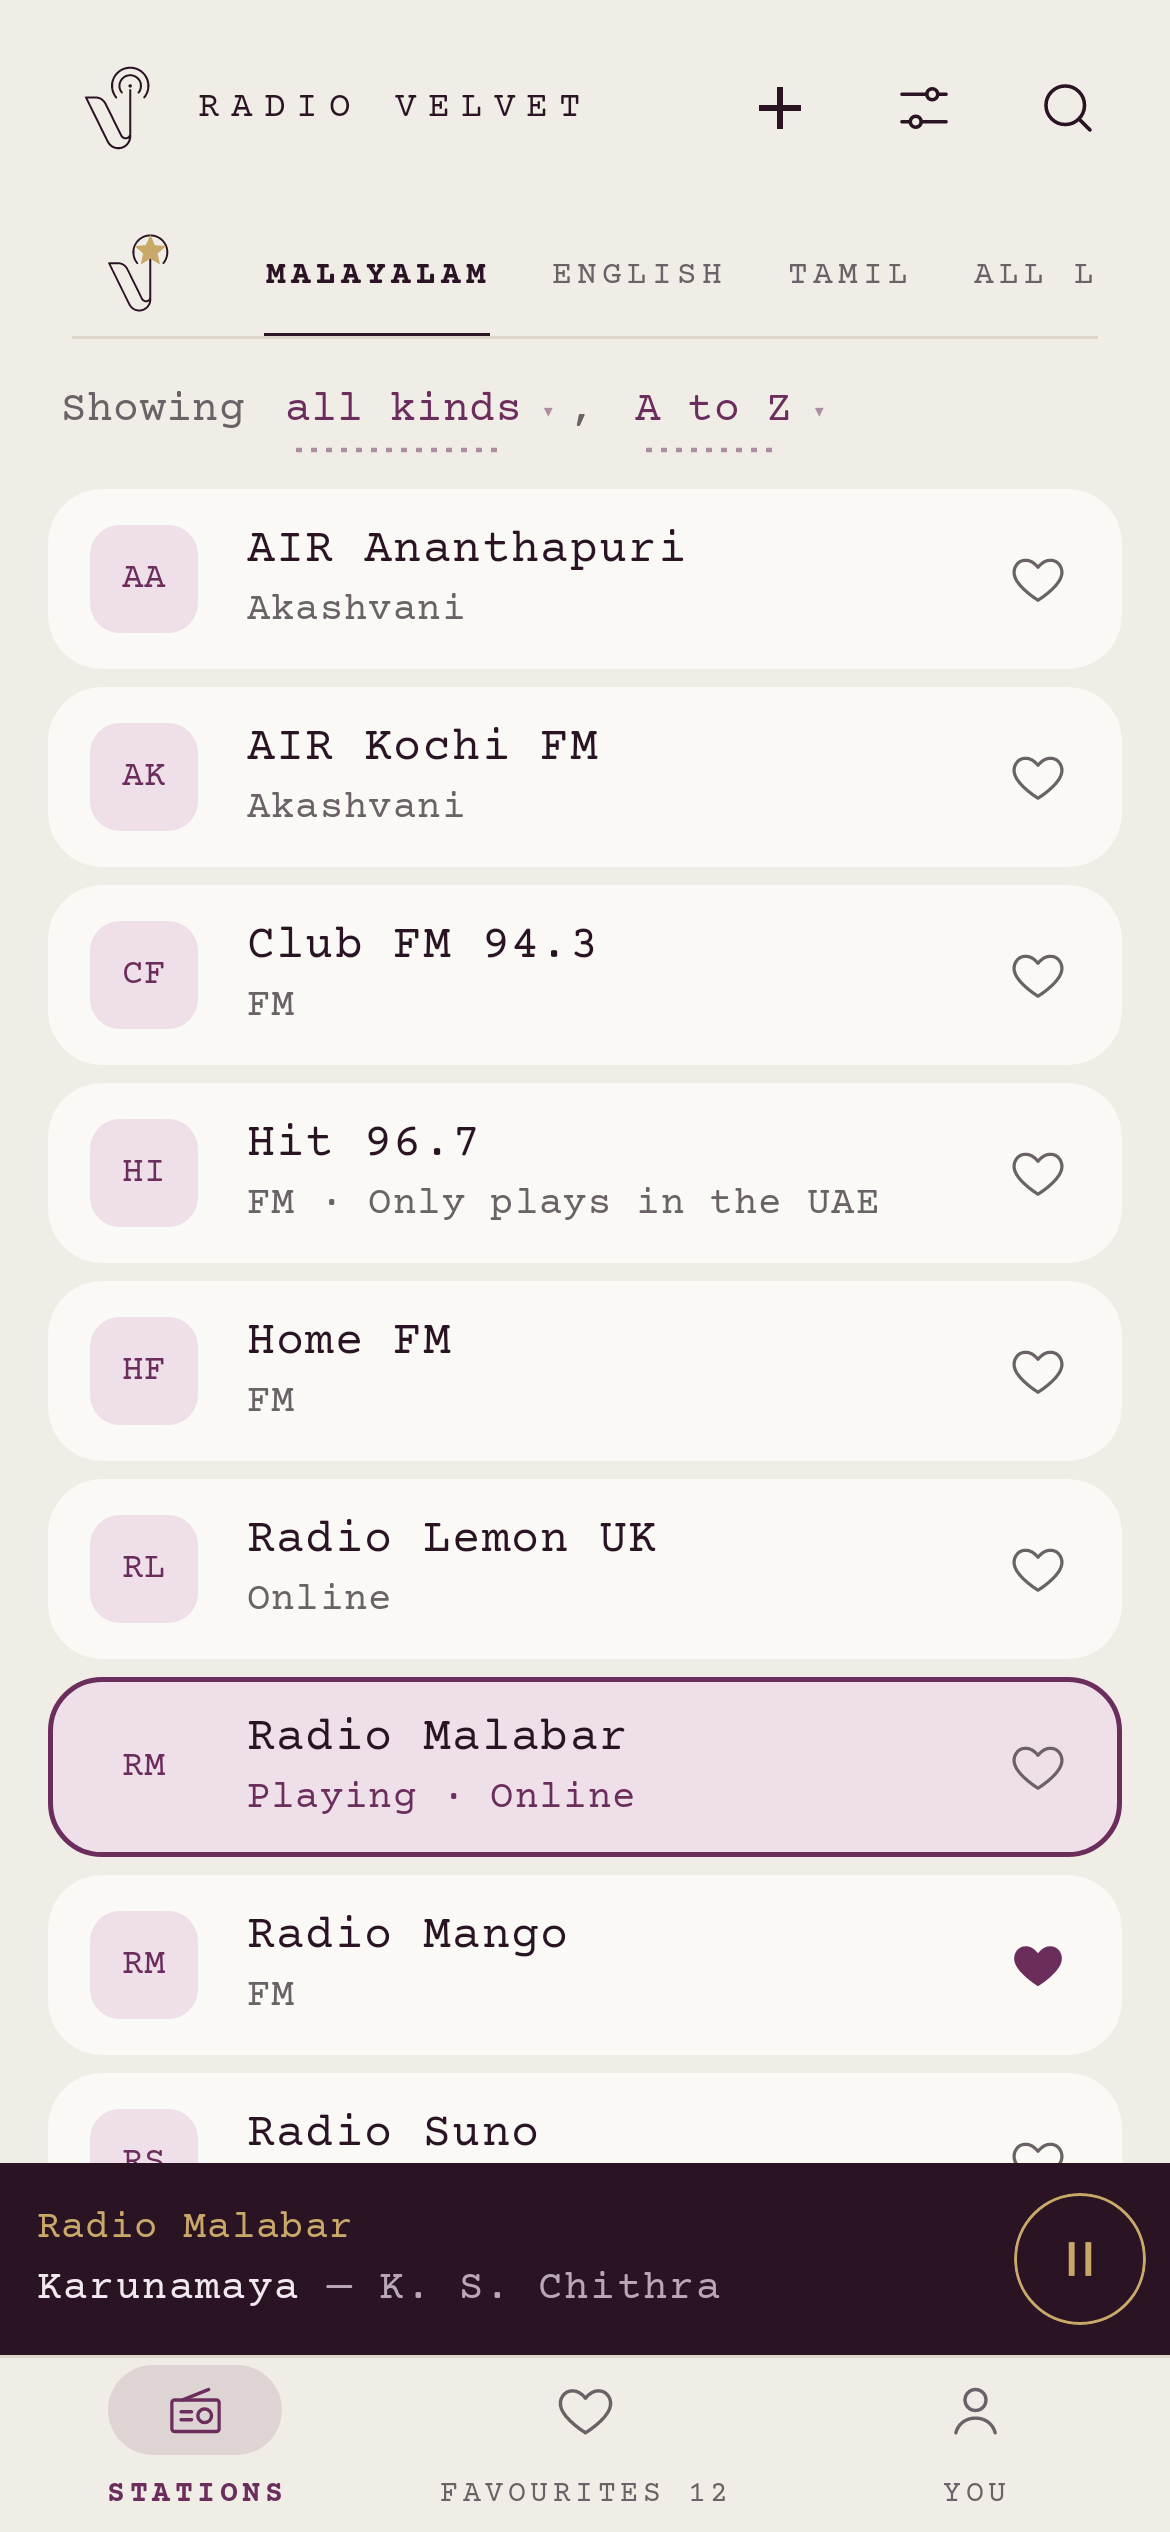 RADIO VELVET
MALAYALAM ENGLISH TAMIL ALL L
Showing all kinds ▾ , A to Z ▾
AA
AIR Ananthapuri
Akashvani
AK
AIR Kochi FM
Akashvani
CF
Club FM 94.3
FM
HI
Hit 96.7
FM · Only plays in the UAE
HF
Home FM
FM
RL
Radio Lemon UK
Online
RM
Radio Malabar
Playing · Online
RM
Radio Mango
FM
RS
Radio Suno
Radio Malabar
Karunamaya — K. S. Chithra
STATIONS FAVOURITES 12 YOU